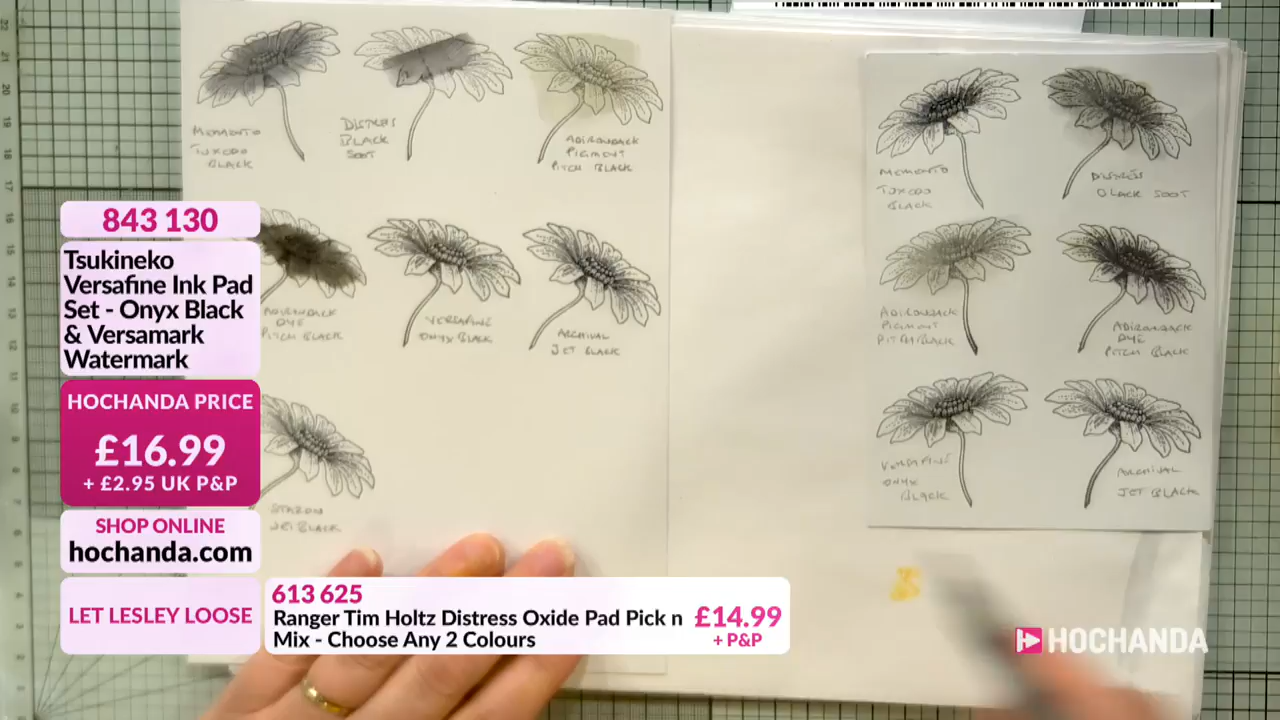 MEMENTO
TUXEDO
BLACK
DISTRESS
BLACK
SOOT
ADIRONDACK
PIGMENT
PITCH BLACK
ADIRONDACK
DYE
PITCH BLACK
VERSAFINE
ONYX BLACK
ARCHIVAL
JET BLACK
STAZON
JET BLACK
MEMENTO
TUXEDO
BLACK
DISTRESS
BLACK SOOT
ADIRONDACK
PIGMENT
PITCH BLACK
ADIRONDACK
DYE
PITCH BLACK
VERSAFINE
ONYX
BLACK
ARCHIVAL
JET BLACK
843 130
Tsukineko
Versafine Ink Pad
Set - Onyx Black
& Versamark
Watermark
HOCHANDA PRICE
£16.99
+ £2.95 UK P&P
SHOP ONLINE
hochanda.com
LET LESLEY LOOSE
613 625
Ranger Tim Holtz Distress Oxide Pad Pick n
Mix - Choose Any 2 Colours
£14.99
+ P&P
HOCHANDA